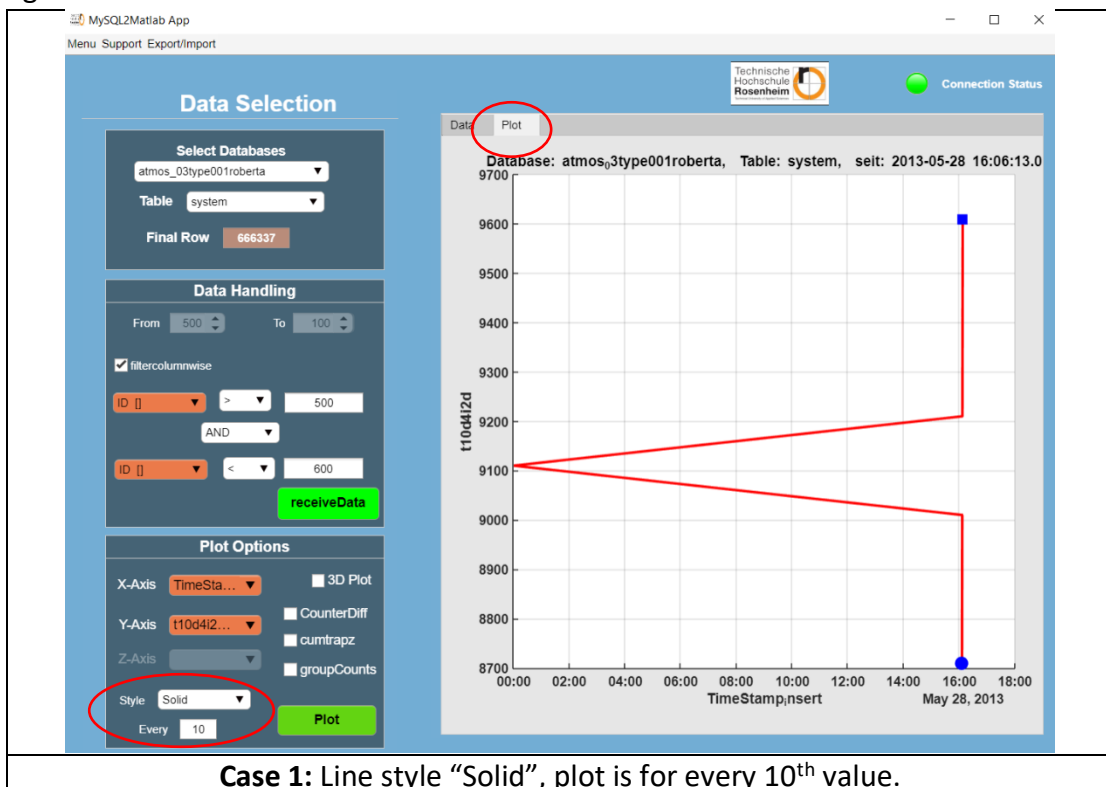 MySQL2Matlab App
Menu Support Export/Import
Technische
Hochschule
Rosenheim
Connection Status
Data Selection
Select Databases
atmos_03type001roberta
Table system
Final Row 666337
Data Handling
From 500 To 100
filtercolumnwise
ID [] > 500
AND
ID [] < 600
receiveData
Plot Options
X-Axis TimeSta...
3D Plot
Y-Axis t10d4i2...
CounterDiff
cumtrapz
Z-Axis
groupCounts
Style Solid
Every 10
Plot
Data Plot
Database: atmos₀3type001roberta, Table: system, seit: 2013-05-28 16:06:13.0
9700
9600
9500
9400
9300
9200
9100
9000
8900
8800
8700
t10d4i2d
00:00 02:00 04:00 06:00 08:00 10:00 12:00 14:00 16:00 18:00
TimeStampᵢnsert
May 28, 2013
Case 1: Line style “Solid”, plot is for every 10th value.